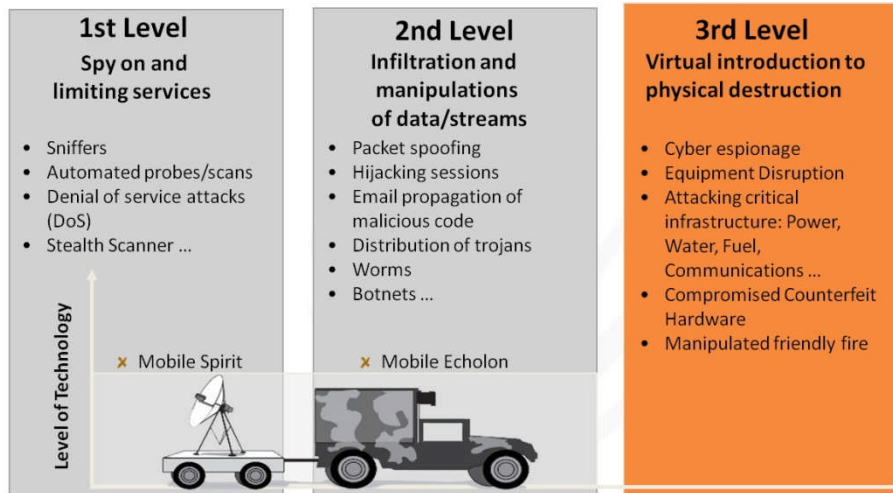 1st Level
Spy on and
limiting services
• Sniffers
• Automated probes/scans
• Denial of service attacks
(DoS)
• Stealth Scanner ...
✗ Mobile Spirit
Level of Technology
2nd Level
Infiltration and
manipulations
of data/streams
• Packet spoofing
• Hijacking sessions
• Email propagation of
malicious code
• Distribution of trojans
• Worms
• Botnets ...
✗ Mobile Echolon
3rd Level
Virtual introduction to
physical destruction
• Cyber espionage
• Equipment Disruption
• Attacking critical
infrastructure: Power,
Water, Fuel,
Communications ...
• Compromised Counterfeit
Hardware
• Manipulated friendly fire